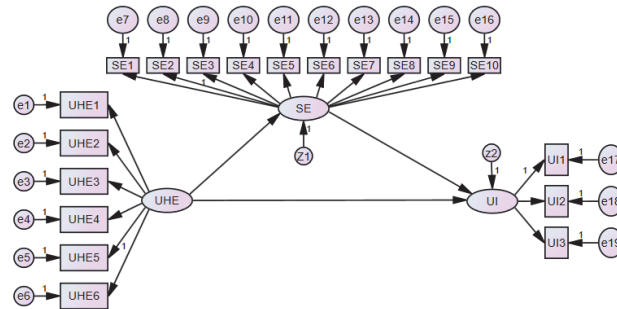 e7 e8 e9 e10 e11 e12 e13 e14 e15 e16
1 1 1 1 1 1 1 1 1 1
SE1 SE2 SE3 SE4 SE5 SE6 SE7 SE8 SE9 SE10
1
SE
1
Z1
e1 1 UHE1
e2 1 UHE2
e3 1 UHE3
e4 1 UHE4
e5 1 UHE5
e6 1 UHE6
1
UHE
z2
1
UI
1
UI1 1 e17
UI2 1 e18
UI3 1 e19